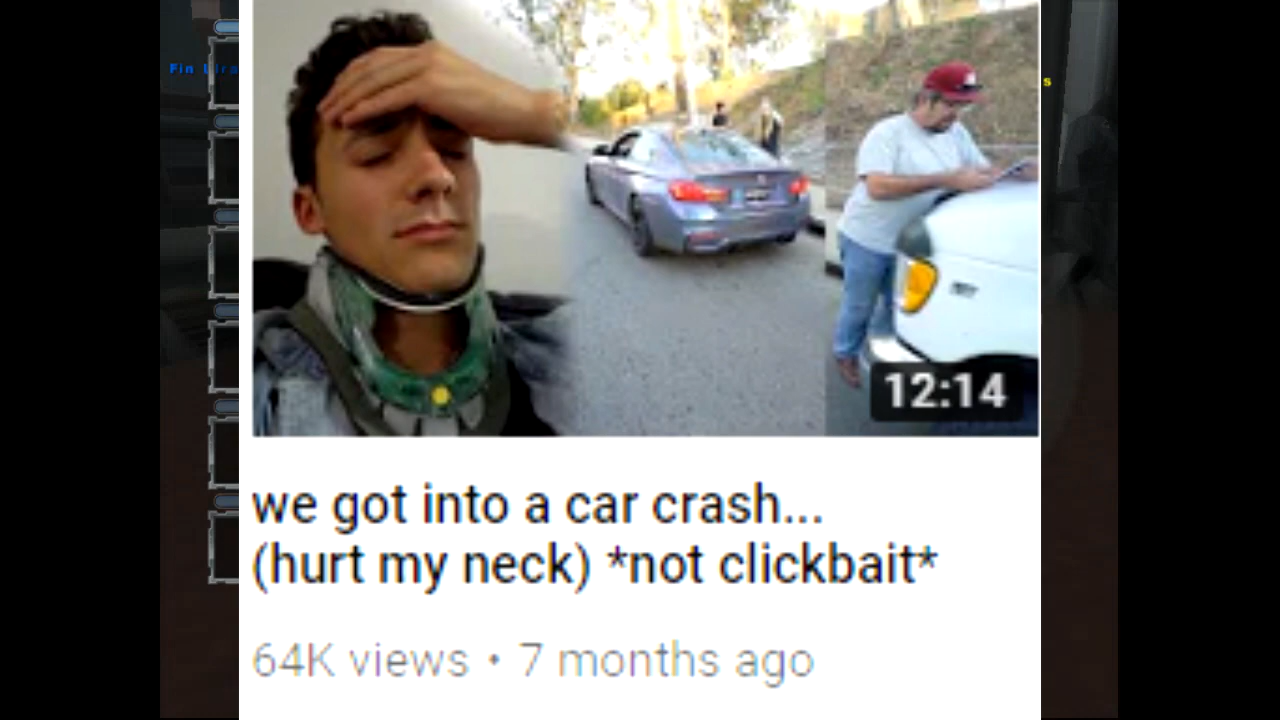 12:14
we got into a car crash...
(hurt my neck) *not clickbait*
64K views • 7 months ago